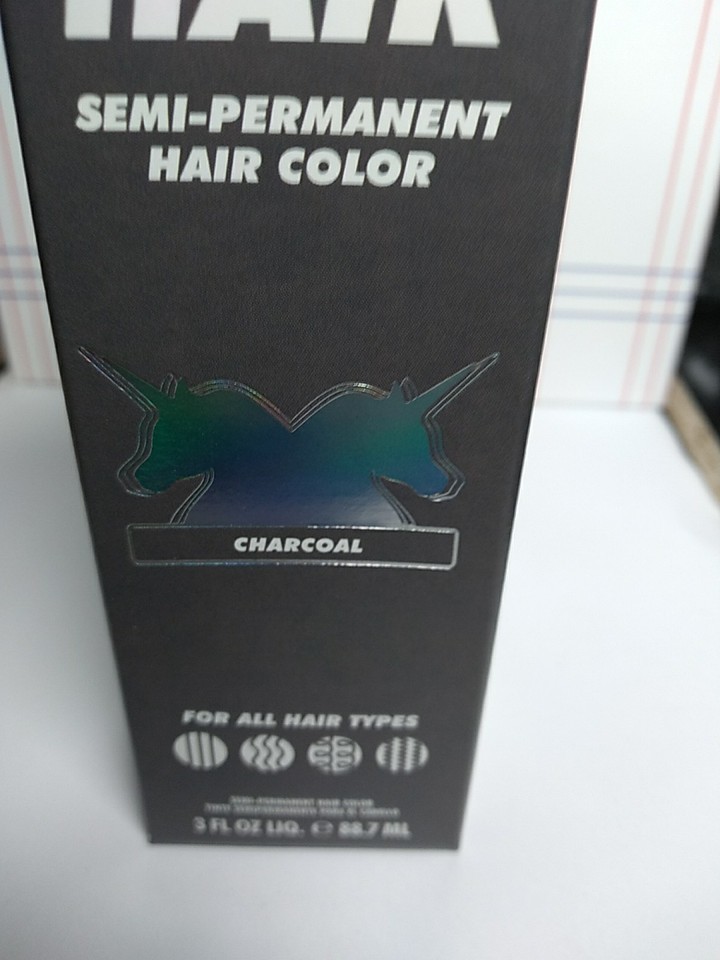 HAIR
SEMI-PERMANENT
HAIR COLOR
CHARCOAL
FOR ALL HAIR TYPES
SEMI-PERMANENT HAIR COLOR
3 FL OZ LIQ. ℮ 88.7 ML